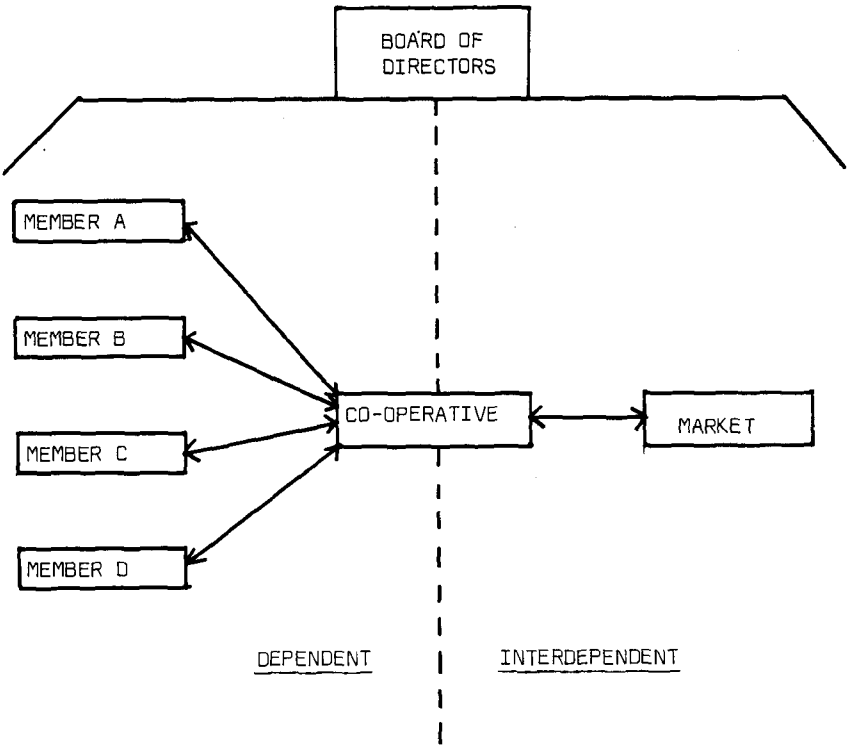 BOARD OF
DIRECTORS
MEMBER A
MEMBER B
CO-OPERATIVE
MARKET
MEMBER C
MEMBER D
DEPENDENT
INTERDEPENDENT